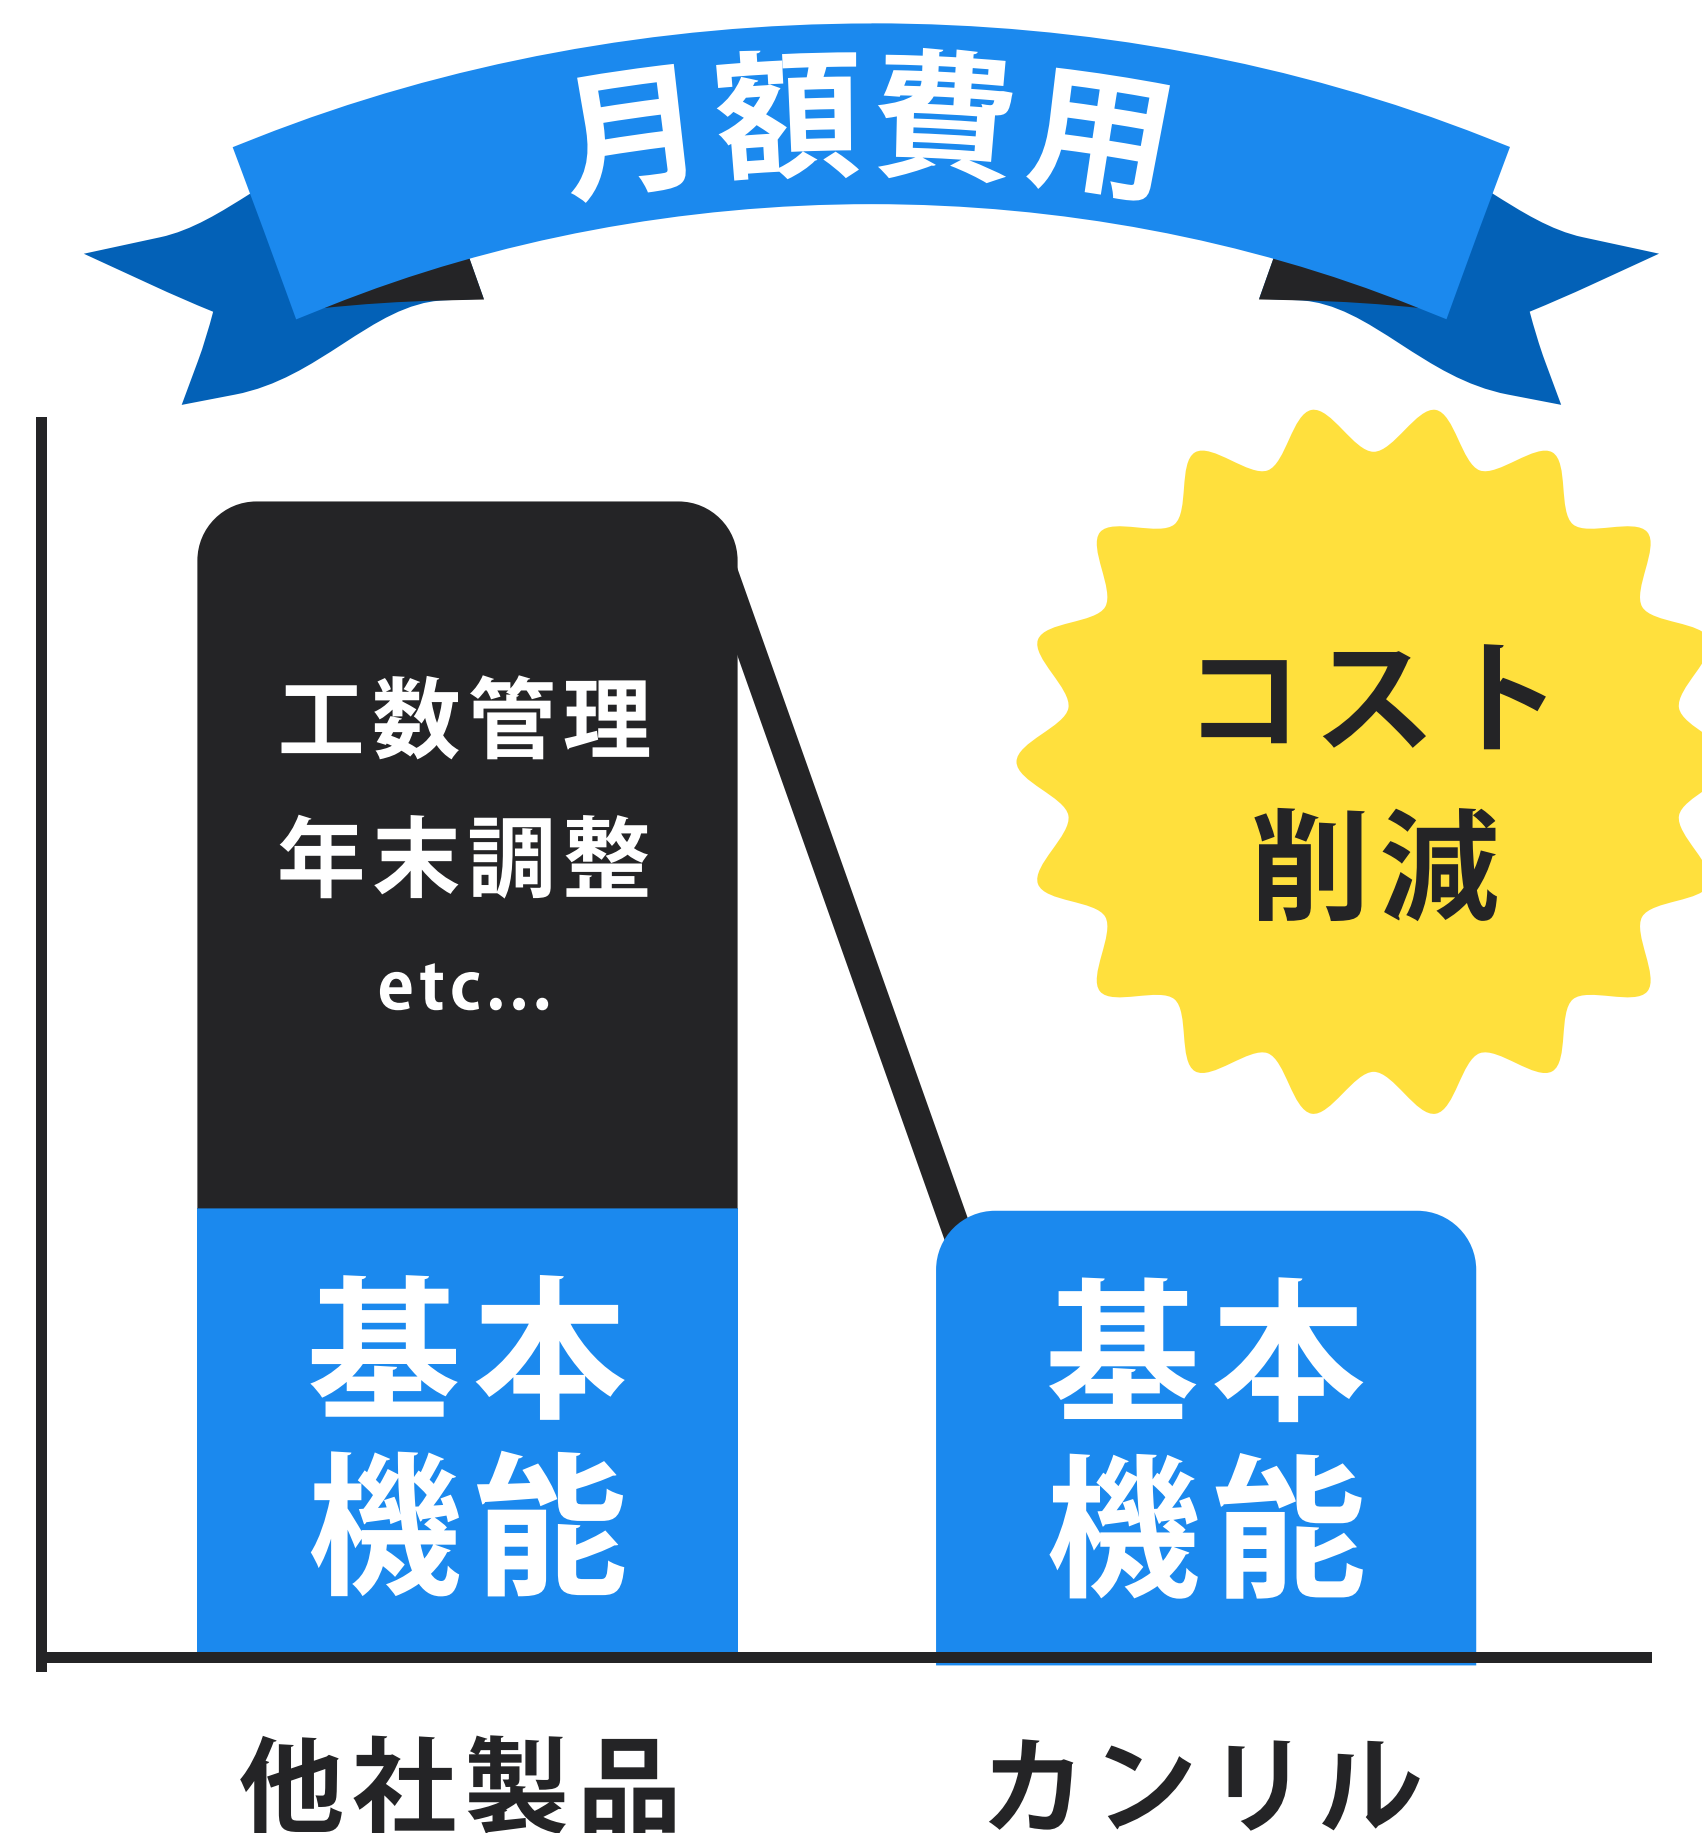 月額費用
工数管理
年末調整
etc...
コスト
削減
基本
機能
基本
機能
他社製品
カンリル